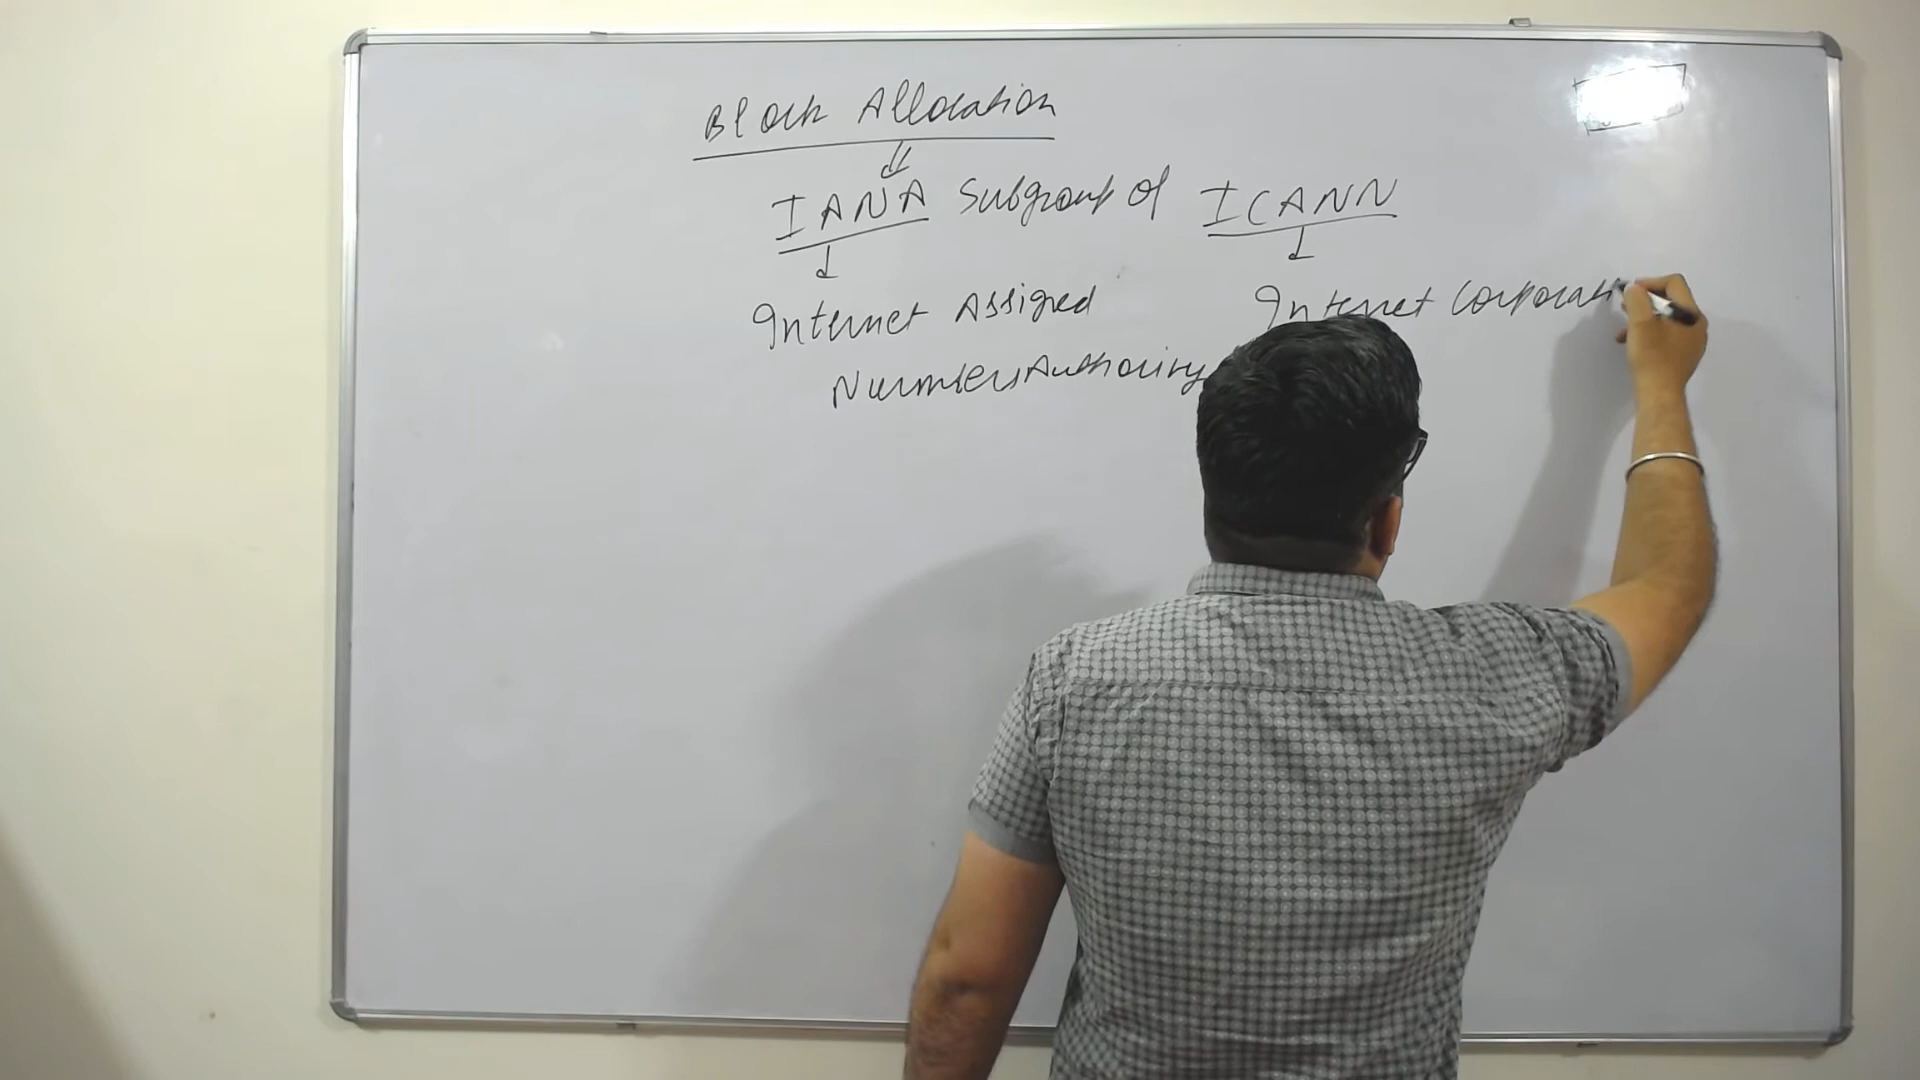 Block Allocation
IANA Subgroup of ICANN
Internet Assigned
Numbers Authority
Internet Corporati